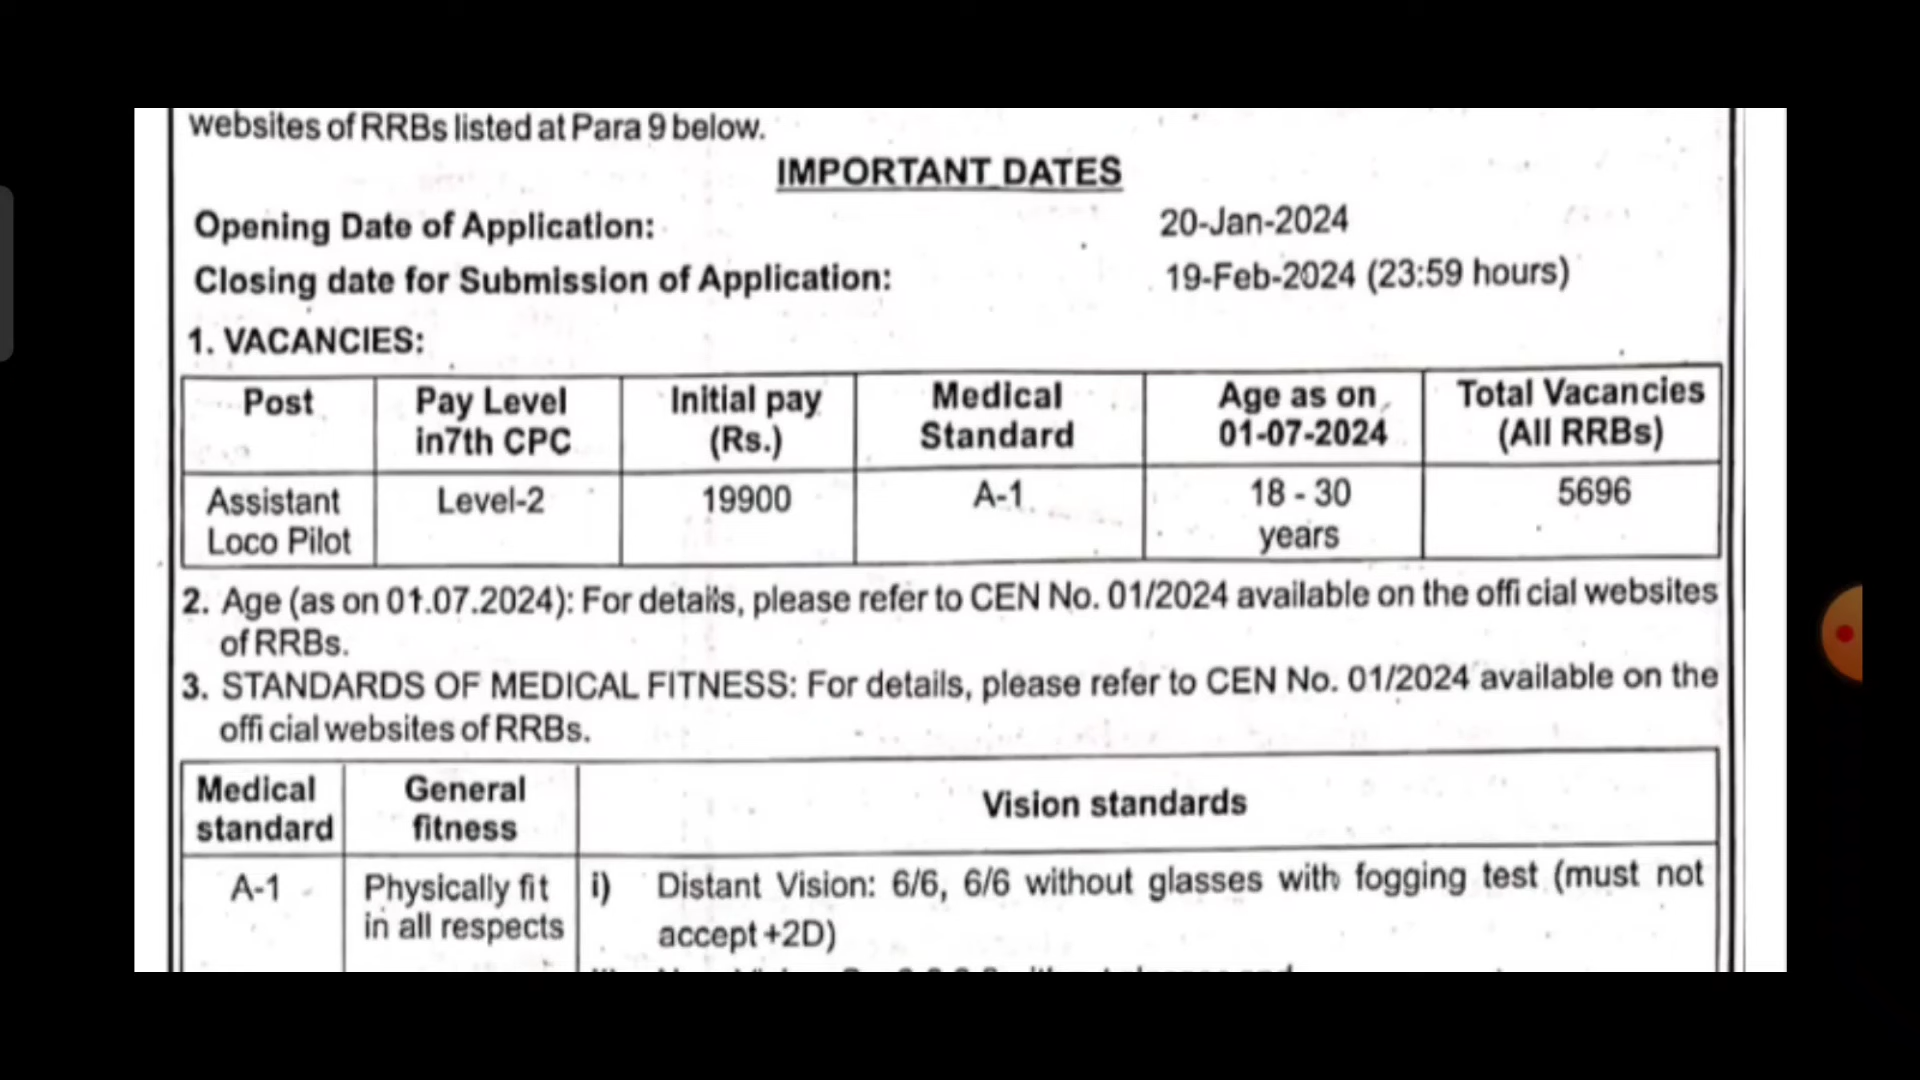 websites of RRBs listed at Para 9 below.
IMPORTANT DATES
Opening Date of Application: 20-Jan-2024
Closing date for Submission of Application: 19-Feb-2024 (23:59 hours)
1. VACANCIES:
Post Pay Level Initial pay Medical Age as on Total Vacancies
in7th CPC (Rs.) Standard 01-07-2024 (All RRBs)
Assistant Level-2 19900 A-1 18 - 30 5696
Loco Pilot years
2. Age (as on 01.07.2024): For details, please refer to CEN No. 01/2024 available on the offi cial websites
of RRBs.
3. STANDARDS OF MEDICAL FITNESS: For details, please refer to CEN No. 01/2024 available on the
offi cial websites of RRBs.
Medical General Vision standards
standard fitness
A-1 Physically fit i) Distant Vision: 6/6, 6/6 without glasses with fogging test (must not
in all respects accept +2D)